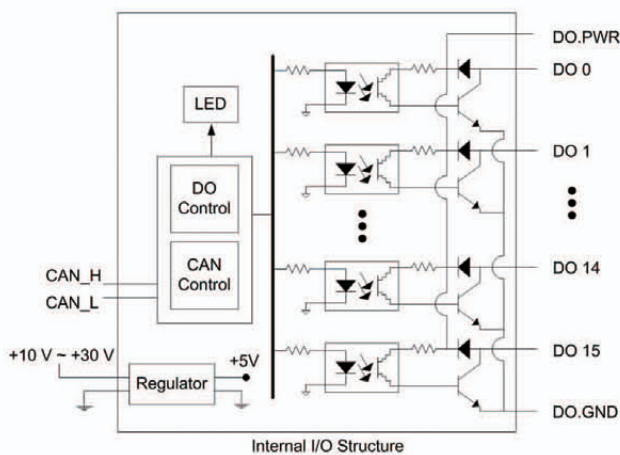 DO.PWR
DO 0
LED
DO 1
DO
Control
CAN
Control
CAN_H
CAN_L
DO 14
+10 V ~ +30 V
+5V
Regulator
DO 15
DO.GND
Internal I/O Structure